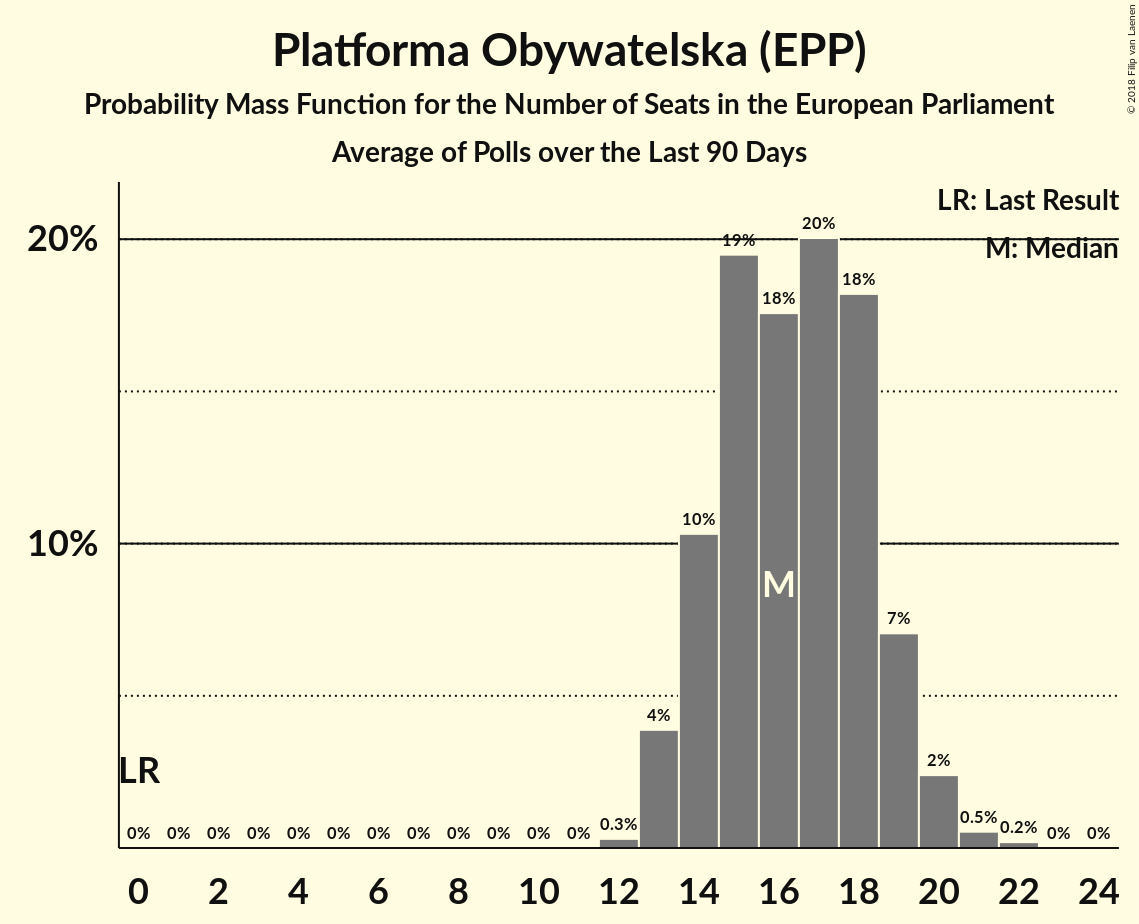 Platforma Obywatelska (EPP)
Probability Mass Function for the Number of Seats in the European Parliament
Average of Polls over the Last 90 Days
© 2018 Filip van Laenen
LR: Last Result
M: Median
20%
10%
LR
M
0% 0% 0% 0% 0% 0% 0% 0% 0% 0% 0% 0% 0.3% 4% 10% 19% 18% 20% 18% 7% 2% 0.5% 0.2% 0% 0%
0 2 4 6 8 10 12 14 16 18 20 22 24